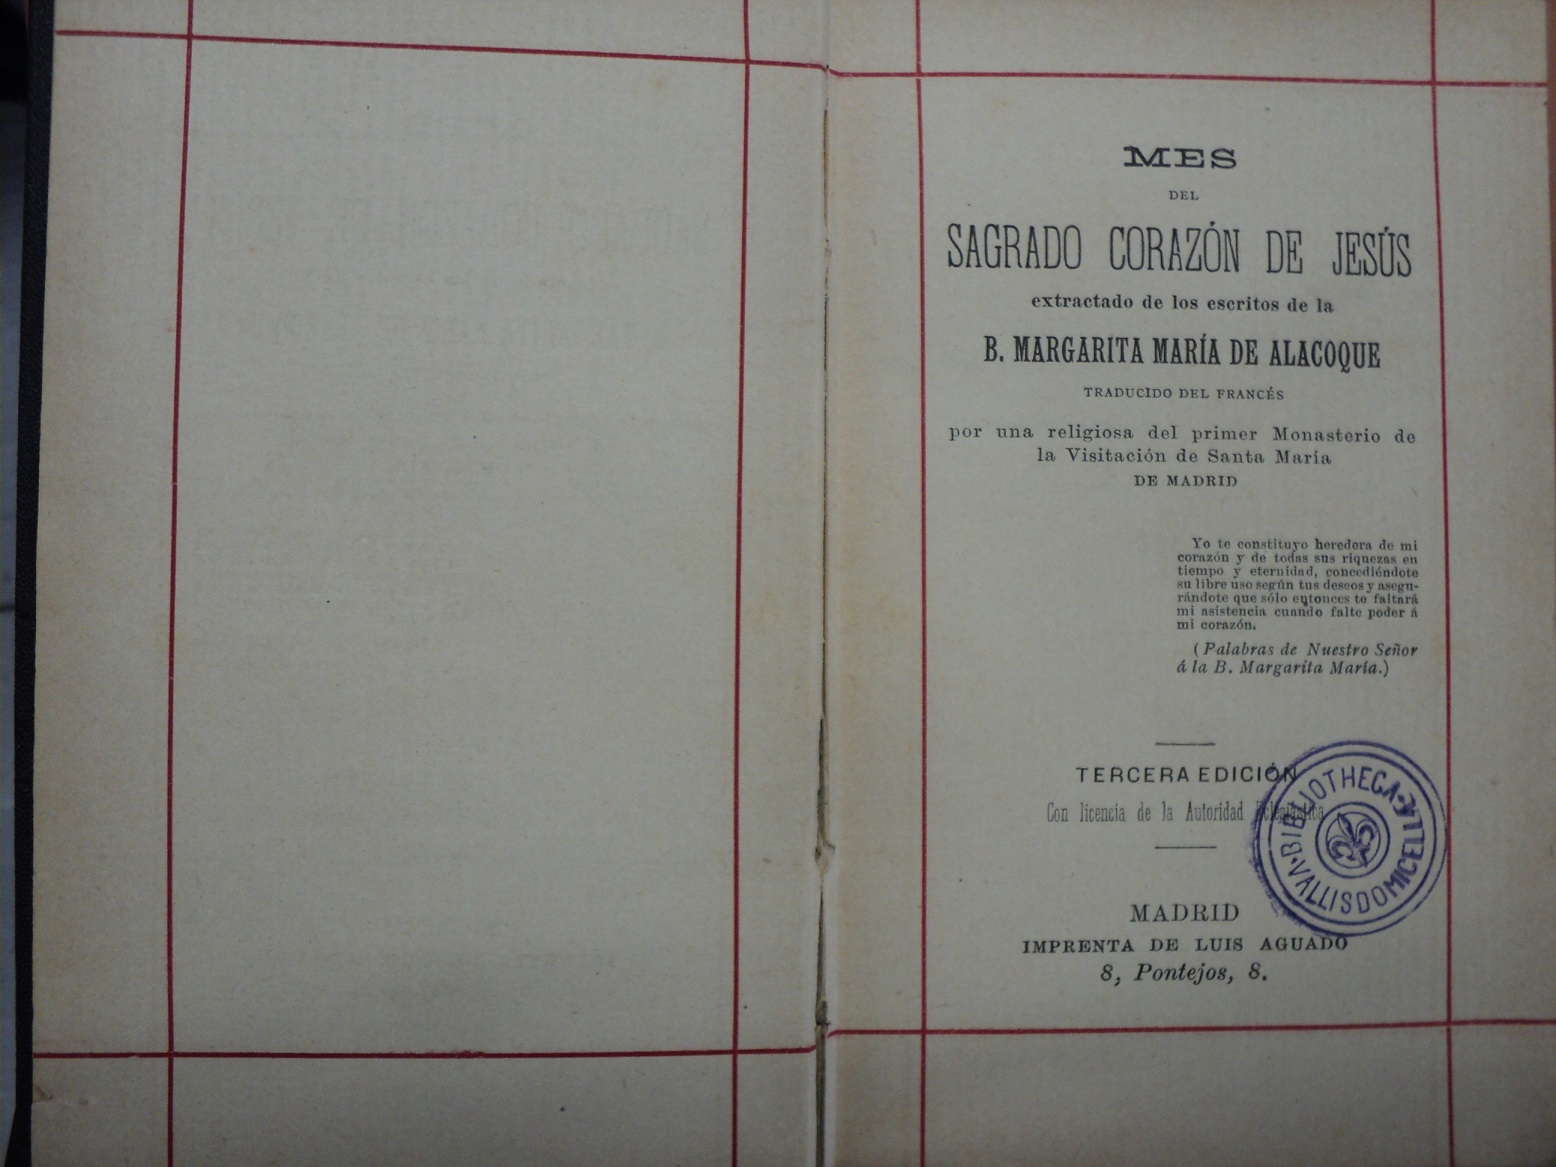 MES
DEL
SAGRADO CORAZÓN DE JESÚS
extractado de los escritos de la
B. MARGARITA MARÍA DE ALACOQUE
TRADUCIDO DEL FRANCÉS
por una religiosa del primer Monasterio de
la Visitación de Santa María
DE MADRID
Yo te constituyo heredera de mi
corazón y de todas sus riquezas en
tiempo y eternidad, concediéndote
su libre uso según tus deseos y asegu-
rándote que sólo entonces te faltará
mi asistencia cuando falte poder á
mi corazón.
(Palabras de Nuestro Señor
á la B. Margarita María.)
TERCERA EDICIÓN
Con licencia de la Autoridad Eclesiástica
BIBLIOTHECA
VALLISDOMICELLÆ
MADRID
IMPRENTA DE LUIS AGUADO
8, Pontejos, 8.